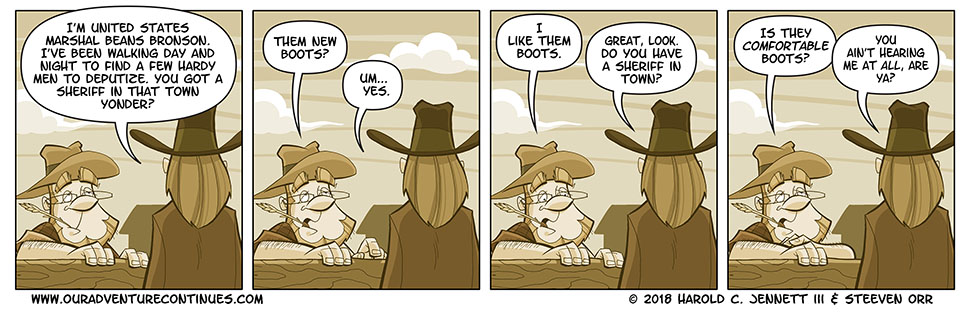 I'M UNITED STATES
MARSHAL BEANS BRONSON.
I'VE BEEN WALKING DAY AND
NIGHT TO FIND A FEW HARDY
MEN TO DEPUTIZE. YOU GOT A
SHERIFF IN THAT TOWN
YONDER?
THEM NEW
BOOTS?
UM...
YES.
I
LIKE THEM
BOOTS.
GREAT, LOOK.
DO YOU HAVE
A SHERIFF IN
TOWN?
IS THEY
COMFORTABLE
BOOTS?
YOU
AIN'T HEARING
ME AT ALL, ARE
YA?
WWW.OURADVENTURECONTINUES.COM
© 2018 HAROLD C. JENNETT III & STEEVEN ORR